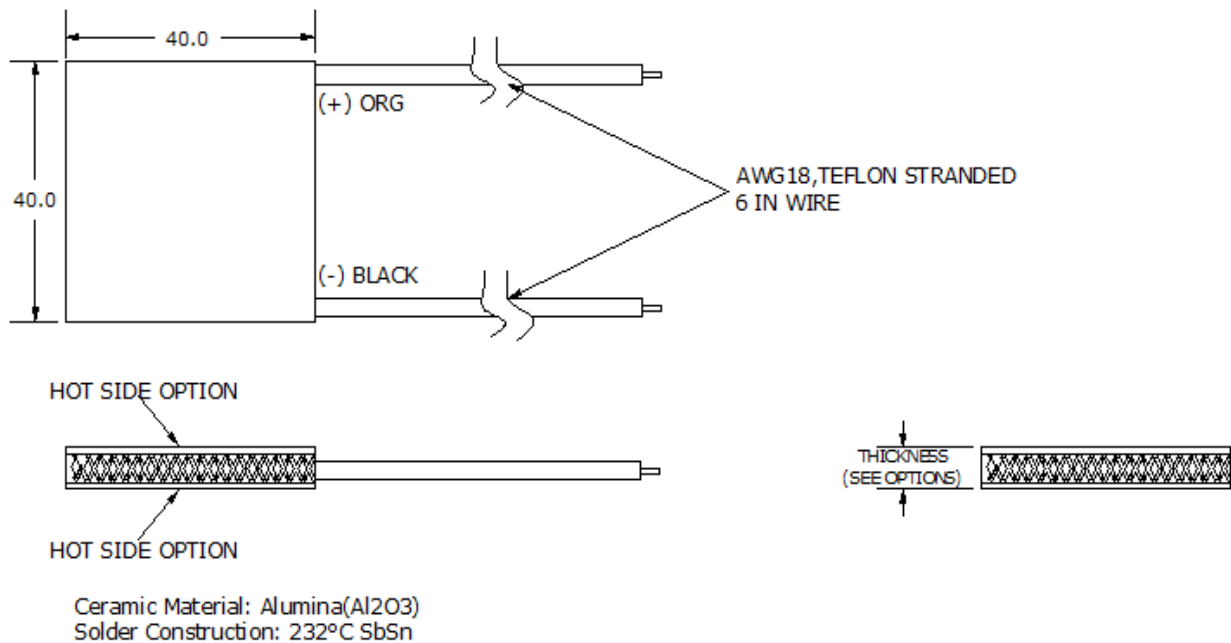 40.0
(+) ORG
40.0
AWG18,TEFLON STRANDED
6 IN WIRE
(-) BLACK
HOT SIDE OPTION
THICKNESS
(SEE OPTIONS)
HOT SIDE OPTION
Ceramic Material: Alumina(Al2O3)
Solder Construction: 232°C SbSn